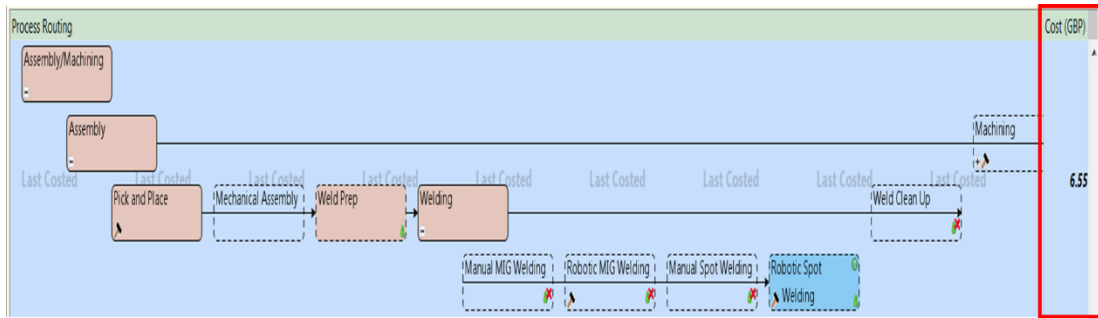 Process Routing
Cost (GBP)
Assembly/Machining
Assembly
Machining
Last Costed Last Costed Last Costed Last Costed Last Costed Last Costed Last Costed Last Costed Last Costed
6.55
Pick and Place
Mechanical Assembly
Weld Prep
Welding
Weld Clean Up
Manual MIG Welding
Robotic MIG Welding
Manual Spot Welding
Robotic Spot
Welding